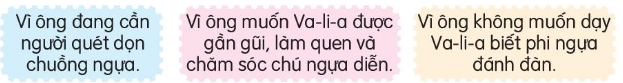 Vì ông đang cần
người quét dọn
chuồng ngựa.
Vì ông muốn Va-li-a được
gần gũi, làm quen và
chăm sóc chú ngựa diễn.
Vì ông không muốn dạy
Va-li-a biết phi ngựa
đánh đàn.